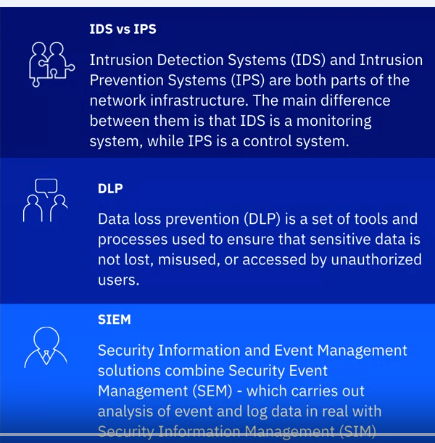 IDS vs IPS
Intrusion Detection Systems (IDS) and Intrusion
Prevention Systems (IPS) are both parts of the
network infrastructure. The main difference
between them is that IDS is a monitoring
system, while IPS is a control system.
DLP
Data loss prevention (DLP) is a set of tools and
processes used to ensure that sensitive data is
not lost, misused, or accessed by unauthorized
users.
SIEM
Security Information and Event Management
solutions combine Security Event
Management (SEM) - which carries out
analysis of event and log data in real with
Security Information Management (SIM)